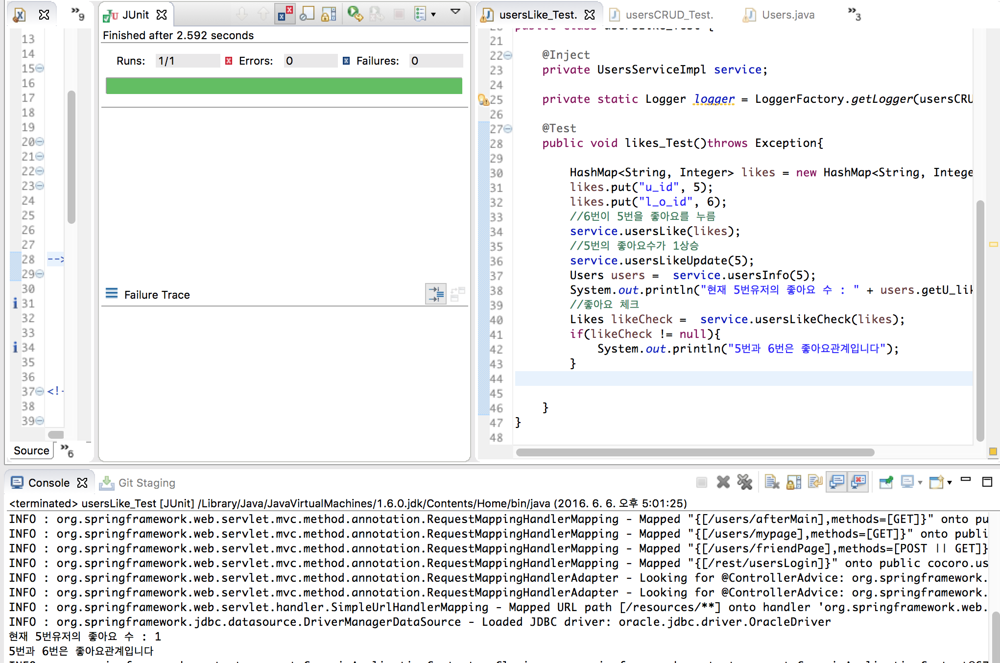 9
13
14
15
16
17
18
19
20
21
22
23
24
25
26
27
28 -->
29
30
31
32
33
34
35
36
37 <!-
38
39
Source
6
JUnit
Finished after 2.592 seconds
Runs: 1/1 Errors: 0 Failures: 0
Failure Trace
usersLike_Test. usersCRUD_Test. Users.java 3
21
22 @Inject
23 private UsersServiceImpl service;
24
25 private static Logger logger = LoggerFactory.getLogger(usersCRU
26
27 @Test
28 public void likes_Test()throws Exception{
29
30 HashMap<String, Integer> likes = new HashMap<String, Intege
31 likes.put("u_id", 5);
32 likes.put("l_o_id", 6);
33 //6번이 5번을 좋아요를 누름
34 service.usersLike(likes);
35 //5번의 좋아요수가 1상승
36 service.usersLikeUpdate(5);
37 Users users =  service.usersInfo(5);
38 System.out.println("현재 5번유저의 좋아요 수 : " + users.getU_lik
39 //좋아요 체크
40 Likes likeCheck =  service.usersLikeCheck(likes);
41 if(likeCheck != null){
42 System.out.println("5번과 6번은 좋아요관계입니다");
43 }
44
45
46 }
47 }
48
Console Git Staging
<terminated> usersLike_Test [JUnit] /Library/Java/JavaVirtualMachines/1.6.0.jdk/Contents/Home/bin/java (2016. 6. 6. 오후 5:01:25)
INFO : org.springframework.web.servlet.mvc.method.annotation.RequestMappingHandlerMapping - Mapped "{[/users/afterMain],methods=[GET]}" onto pu
INFO : org.springframework.web.servlet.mvc.method.annotation.RequestMappingHandlerMapping - Mapped "{[/users/mypage],methods=[GET]}" onto publi
INFO : org.springframework.web.servlet.mvc.method.annotation.RequestMappingHandlerMapping - Mapped "{[/users/friendPage],methods=[POST || GET]}
INFO : org.springframework.web.servlet.mvc.method.annotation.RequestMappingHandlerMapping - Mapped "{[/rest/usersLogin]}" onto public cocoro.us
INFO : org.springframework.web.servlet.mvc.method.annotation.RequestMappingHandlerAdapter - Looking for @ControllerAdvice: org.springframework.
INFO : org.springframework.web.servlet.mvc.method.annotation.RequestMappingHandlerAdapter - Looking for @ControllerAdvice: org.springframework.
INFO : org.springframework.web.servlet.handler.SimpleUrlHandlerMapping - Mapped URL path [/resources/**] onto handler 'org.springframework.web.
INFO : org.springframework.jdbc.datasource.DriverManagerDataSource - Loaded JDBC driver: oracle.jdbc.driver.OracleDriver
현재 5번유저의 좋아요 수 : 1
5번과 6번은 좋아요관계입니다